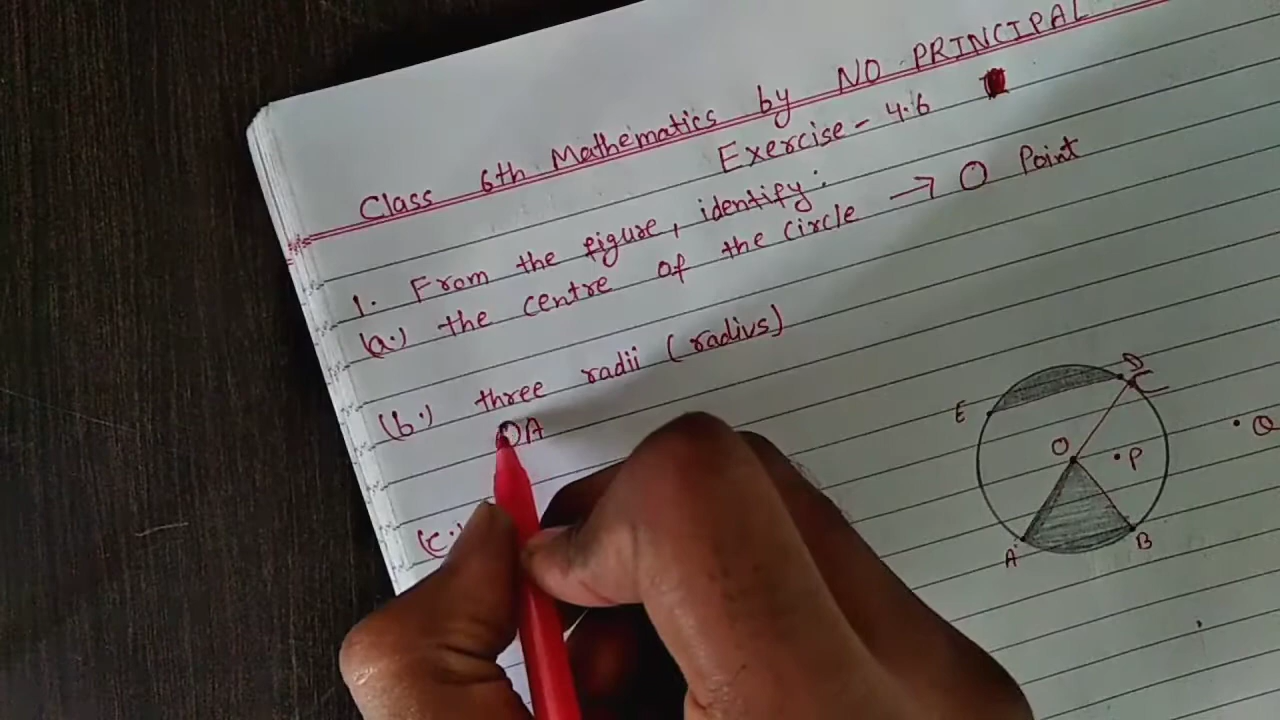 Class 6th Mathematics by NO PRINCIPAL
Exercise - 4.6
1. From the figure, identify:
(a.) the centre of the circle → O Point
(b.) three radii (radius)
OA
(c.)
D
C
E
O
P
Q
A
B